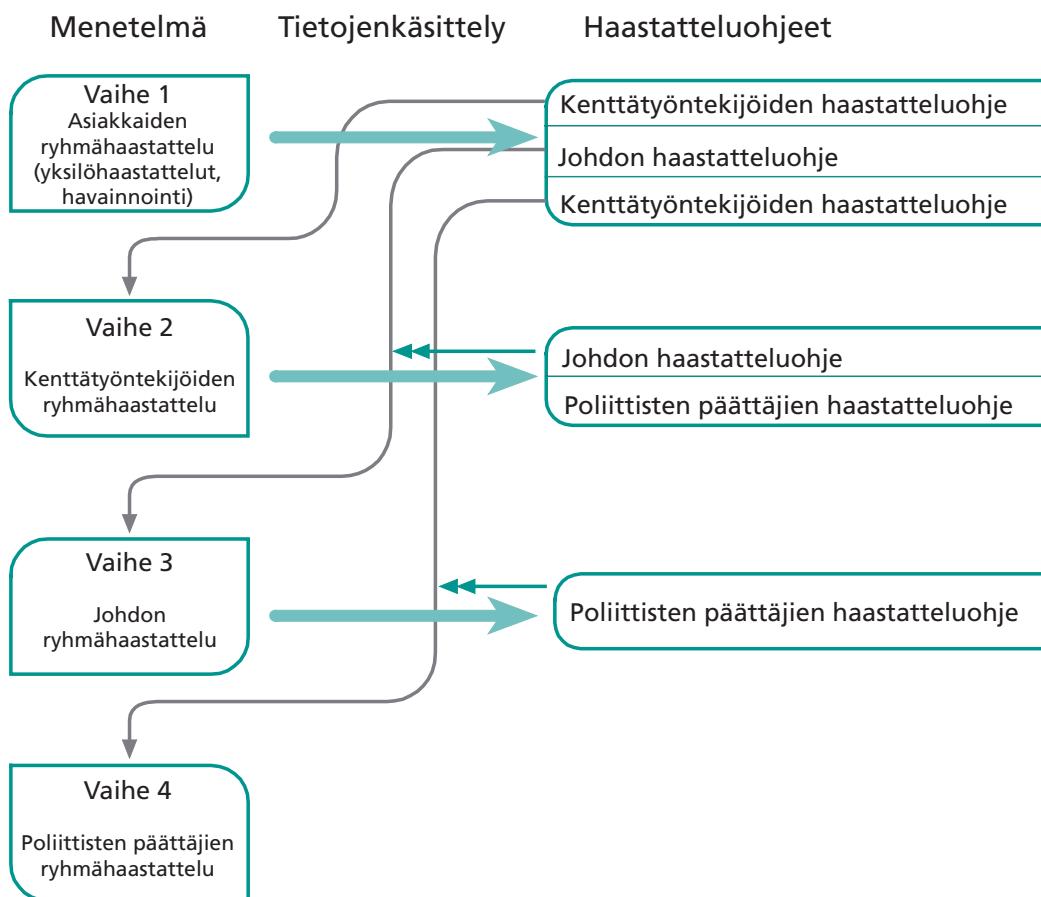 Menetelmä
Tietojenkäsittely
Haastatteluohjeet
Vaihe 1
Asiakkaiden
ryhmähaastattelu
(yksilöhaastattelut,
havainnointi)
Kenttätyöntekijöiden haastatteluohje
Johdon haastatteluohje
Kenttätyöntekijöiden haastatteluohje
Vaihe 2
Kenttätyöntekijöiden
ryhmähaastattelu
Johdon haastatteluohje
Poliittisten päättäjien haastatteluohje
Vaihe 3
Johdon
ryhmähaastattelu
Poliittisten päättäjien haastatteluohje
Vaihe 4
Poliittisten päättäjien
ryhmähaastattelu